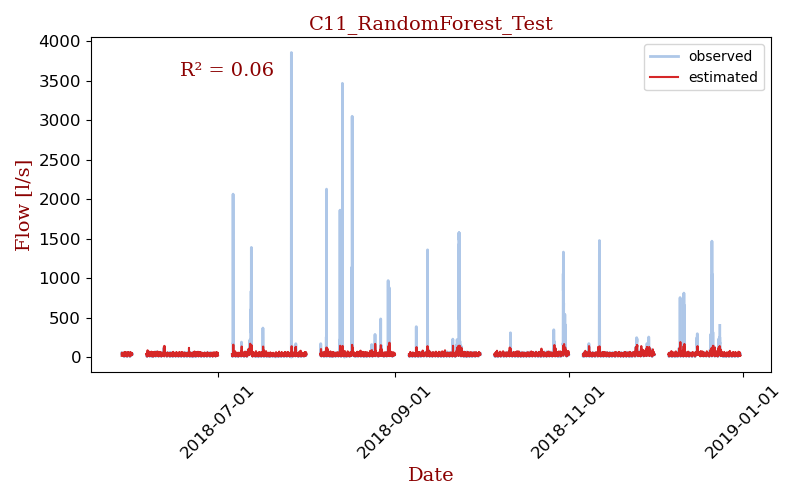 C11_RandomForest_Test
R² = 0.06
observed
estimated
Flow [l/s]
4000
3500
3000
2500
2000
1500
1000
500
0
2018-07-01
2018-09-01
2018-11-01
2019-01-01
Date